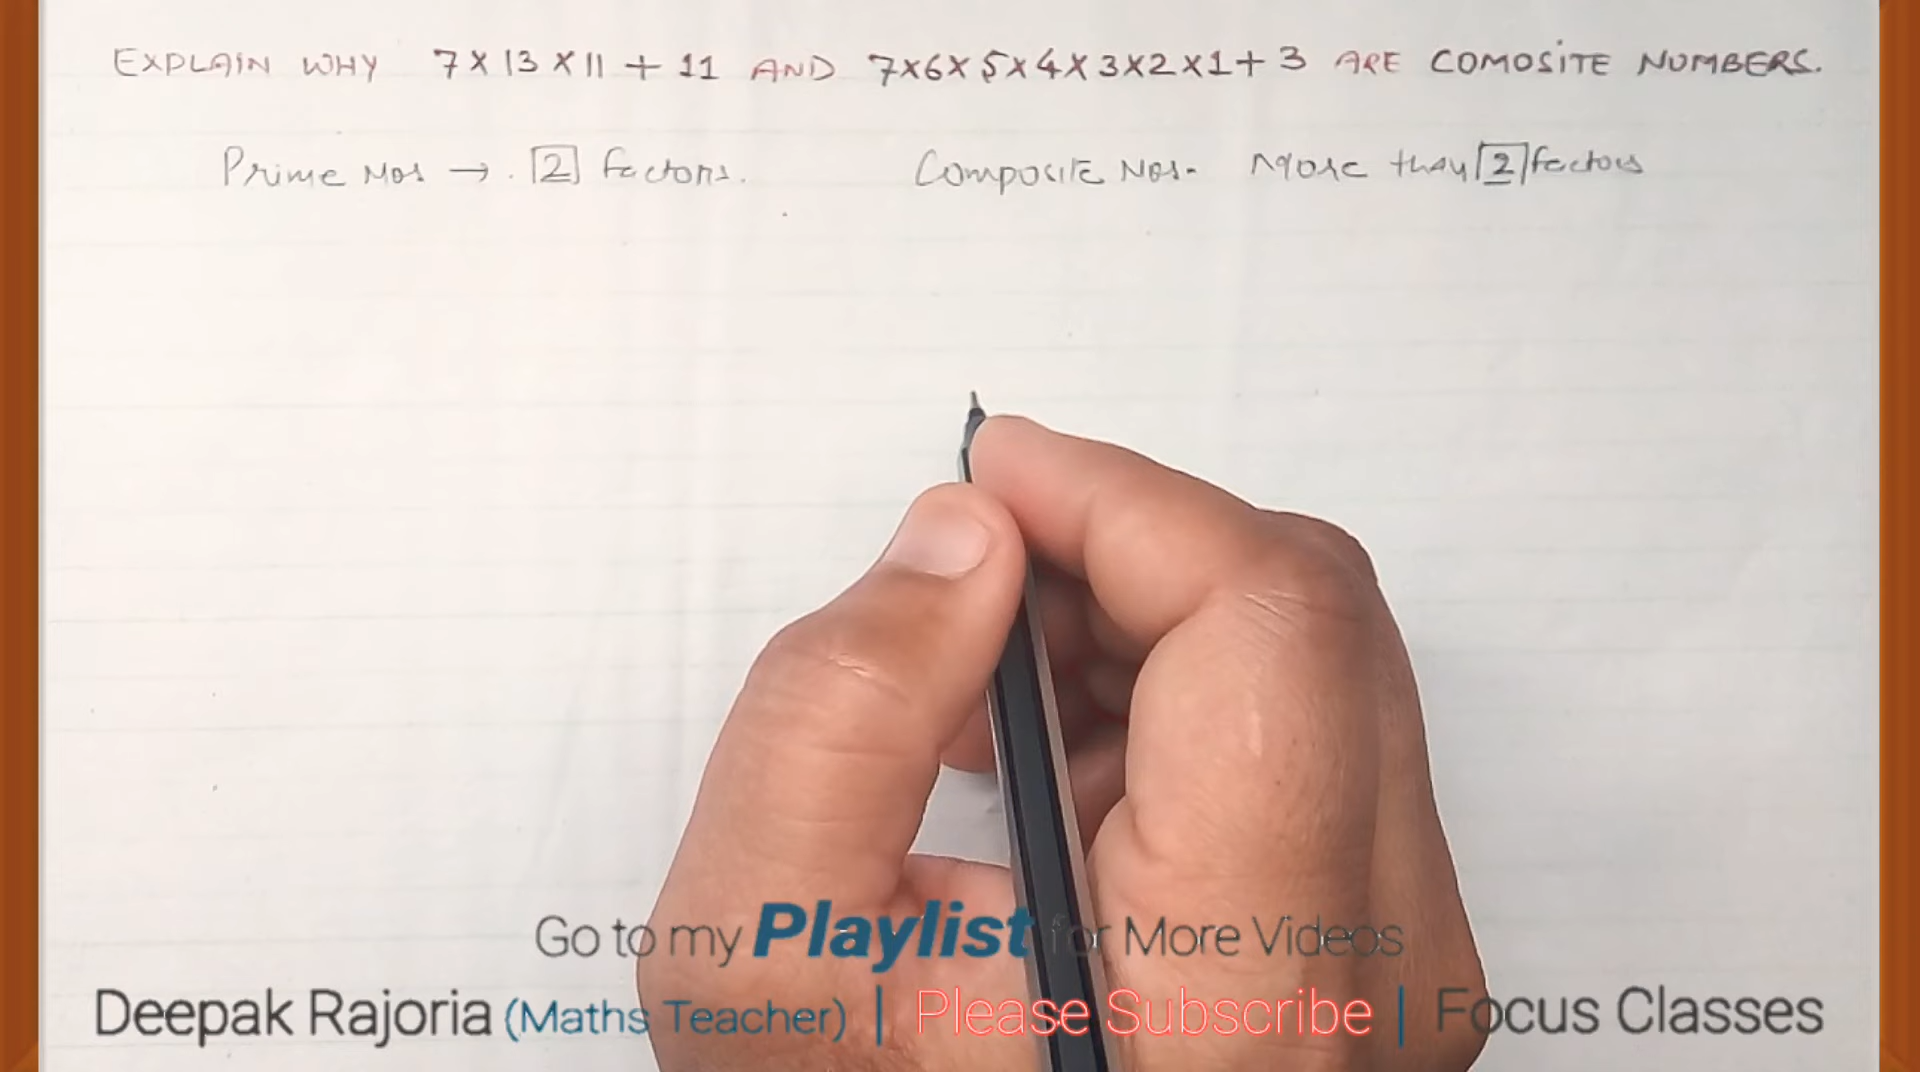 EXPLAIN WHY 7 X 13 X 11 + 11 AND 7X6X5X4X3X2X1+3 ARE COMOSITE NUMBERS.
Prime Nos → . 2 factors. Composite Nos. More than 2 factors
Go to my Playlist for More Videos
Deepak Rajoria (Maths Teacher) | Please Subscribe | Focus Classes